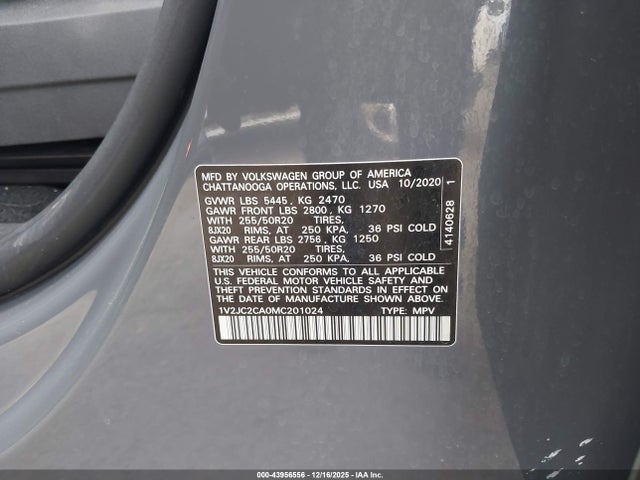 MFD BY VOLKSWAGEN GROUP OF AMERICA
CHATTANOOGA OPERATIONS, LLC. USA 10/2020
GVWR LBS 5445, KG 2470
GAWR FRONT LBS 2800, KG 1270
WITH 255/50R20 TIRES,
8JX20 RIMS, AT 250 KPA, 36 PSI COLD
GAWR REAR LBS 2756, KG 1250
WITH 255/50R20 TIRES,
8JX20 RIMS, AT 250 KPA, 36 PSI COLD
THIS VEHICLE CONFORMS TO ALL APPLICABLE
U.S. FEDERAL MOTOR VEHICLE SAFETY AND
THEFT PREVENTION STANDARDS IN EFFECT ON
THE DATE OF MANUFACTURE SHOWN ABOVE.
1V2JC2CA0MC201024 TYPE: MPV
4140628 1
000-43956556 - 12/16/2025 - IAAI.COM